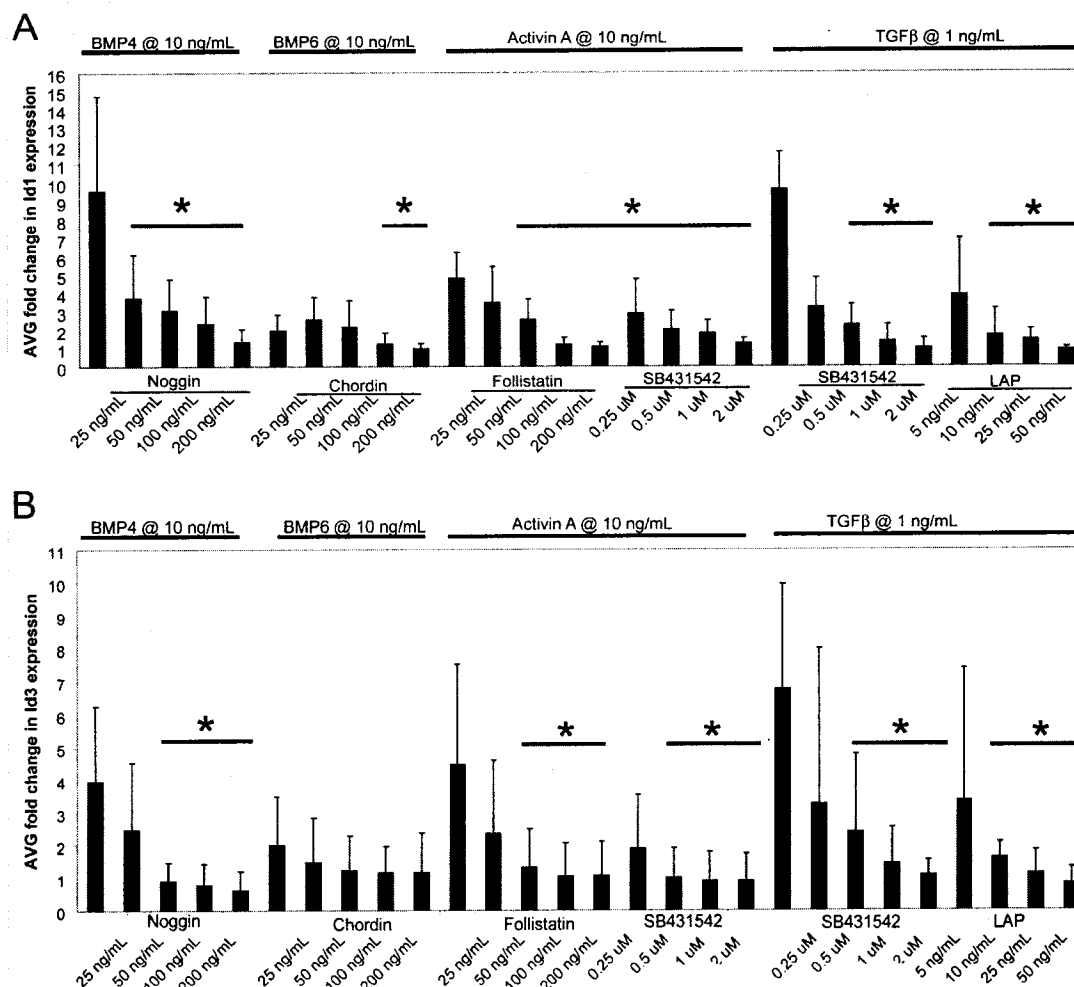 A
BMP4 @ 10 ng/mL BMP6 @ 10 ng/mL Activin A @ 10 ng/mL TGFβ @ 1 ng/mL
AVG fold change in Id1 expression
16
15
14
13
12
11
10
9
8
7
6
5
4
3
2
1
0
* * * * *
Noggin Chordin Follistatin SB431542 SB431542 LAP
25 ng/mL 50 ng/mL 100 ng/mL 200 ng/mL 25 ng/mL 50 ng/mL 100 ng/mL 200 ng/mL 25 ng/mL 50 ng/mL 100 ng/mL 200 ng/mL 0.25 uM 0.5 uM 1 uM 2 uM 0.25 uM 0.5 uM 1 uM 2 uM 5 ng/mL 10 ng/mL 25 ng/mL 50 ng/mL
B
BMP4 @ 10 ng/mL BMP6 @ 10 ng/mL Activin A @ 10 ng/mL TGFβ @ 1 ng/mL
AVG fold change in Id3 expression
11
10
9
8
7
6
5
4
3
2
1
0
* * * * *
Noggin Chordin Follistatin SB431542 SB431542 LAP
25 ng/mL 50 ng/mL 100 ng/mL 200 ng/mL 25 ng/mL 50 ng/mL 100 ng/mL 200 ng/mL 25 ng/mL 50 ng/mL 100 ng/mL 200 ng/mL 0.25 uM 0.5 uM 1 uM 2 uM 0.25 uM 0.5 uM 1 uM 2 uM 5 ng/mL 10 ng/mL 25 ng/mL 50 ng/mL